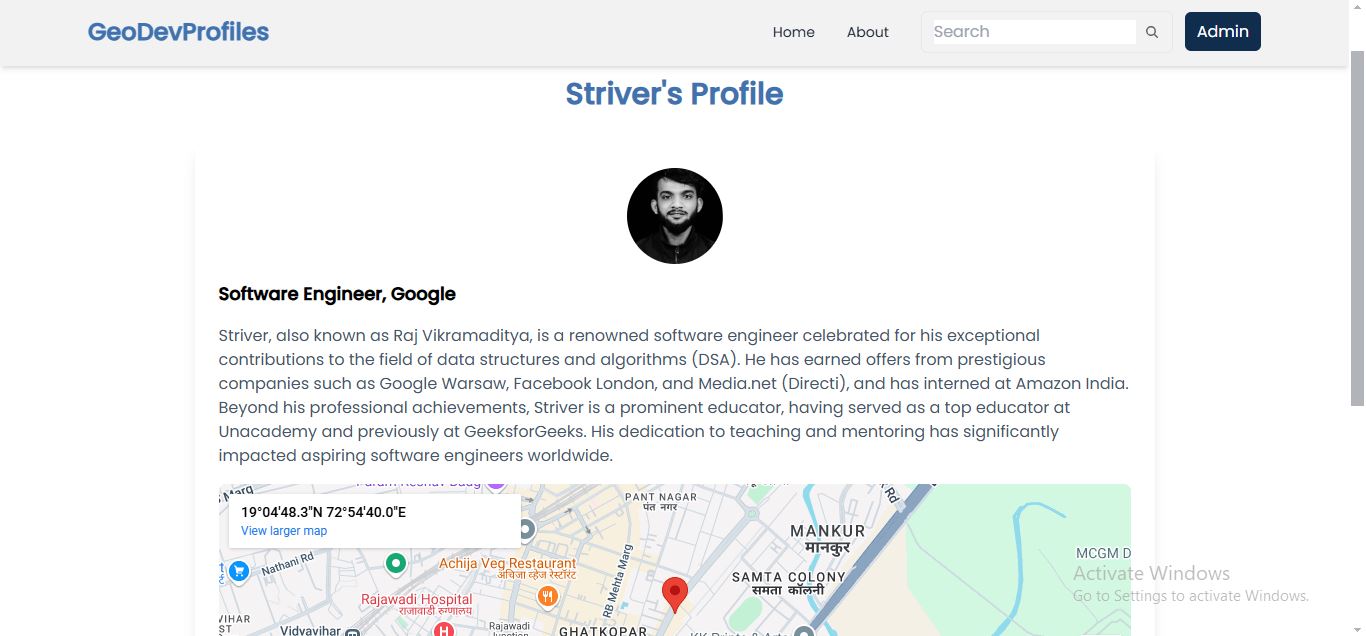 GeoDevProfiles
Home
About
Search
Admin
Striver's Profile
Software Engineer, Google
Striver, also known as Raj Vikramaditya, is a renowned software engineer celebrated for his exceptional
contributions to the field of data structures and algorithms (DSA). He has earned offers from prestigious
companies such as Google Warsaw, Facebook London, and Media.net (Directi), and has interned at Amazon India.
Beyond his professional achievements, Striver is a prominent educator, having served as a top educator at
Unacademy and previously at GeeksforGeeks. His dedication to teaching and mentoring has significantly
impacted aspiring software engineers worldwide.
Marg
19°04'48.3"N 72°54'40.0"E
View larger map
PANT NAGAR
पंत नगर
Rd
MANKUR
मानकुर
Nathani Rd
Achija Veg Restaurant
अचिजा व्हेज रेस्टॉरंट
RB Mehta Marg
SAMTA COLONY
समता कॉलनी
MCGM D
Rajawadi Hospital
राजावाडी रुग्णालय
Activate Windows
Go to Settings to activate Windows.
VIHAR
ST
Vidyavihar
H
Rajawadi
GHATKOPAR